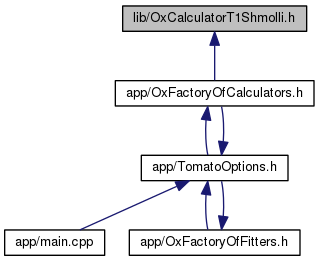 lib/OxCalculatorT1Shmolli.h
app/OxFactoryOfCalculators.h
app/TomatoOptions.h
app/main.cpp
app/OxFactoryOfFitters.h